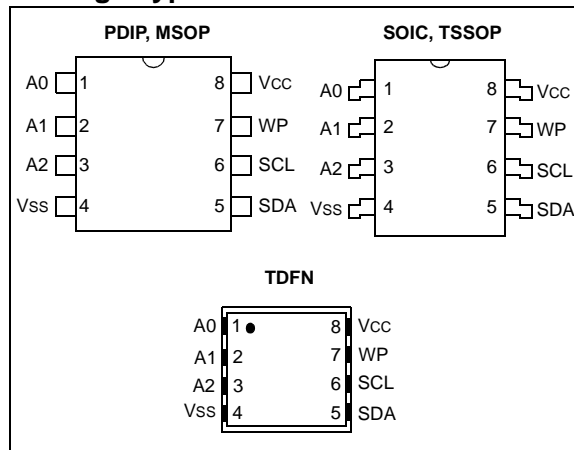 PDIP, MSOP
A0 1 8 VCC
A1 2 7 WP
A2 3 6 SCL
VSS 4 5 SDA
SOIC, TSSOP
A0 1 8 VCC
A1 2 7 WP
A2 3 6 SCL
VSS 4 5 SDA
TDFN
A0 1 8 VCC
A1 2 7 WP
A2 3 6 SCL
VSS 4 5 SDA